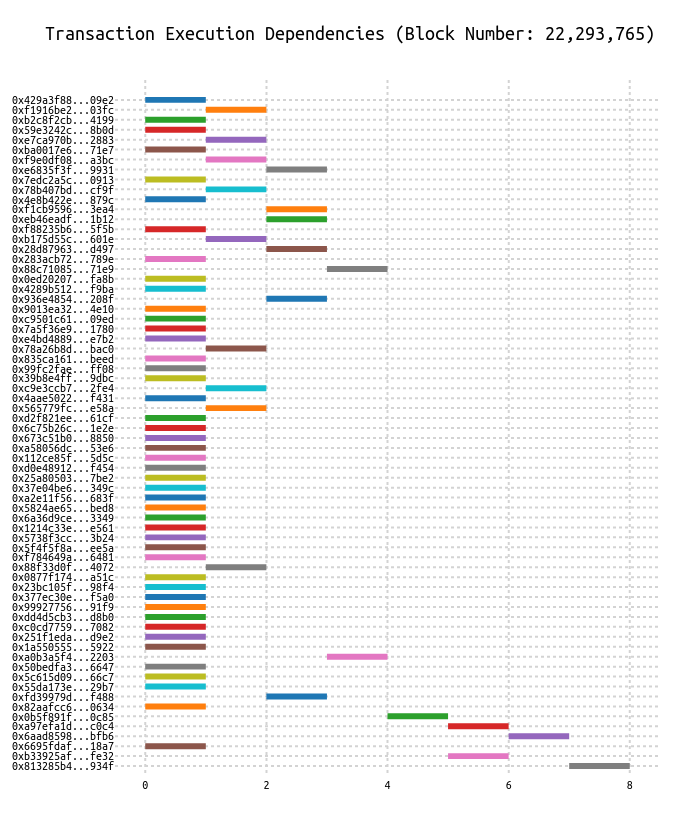 Transaction Execution Dependencies (Block Number: 22,293,765)
0x429a3f88...09e2
0xf1916be2...03fc
0xb2c8f2cb...4199
0x59e3242c...8b0d
0xe7ca970b...2883
0xba0017e6...71e7
0xf9e0df08...a3bc
0xe6835f3f...9931
0x7edc2a5c...0913
0x78b407bd...cf9f
0x4e8b422e...879c
0xf1cb9596...3ea4
0xeb46eadf...1b12
0xf88235b6...5f5b
0xb175d55c...601e
0x28d87963...d497
0x283acb72...789e
0x88c71085...71e9
0x0ed20207...fa8b
0x4289b512...f9ba
0x936e4854...208f
0x9013ea32...4e10
0xc9501c61...09ed
0x7a5f36e9...1780
0xe4bd4889...e7b2
0x78a26b8d...bac0
0x835ca161...beed
0x99fc2fae...ff08
0x39b8e4ff...9dbc
0xc9e3ccb7...2fe4
0x4aae5022...f431
0x565779fc...e58a
0xd2f821ee...61cf
0x6c75b26c...1e2e
0x673c51b0...8850
0xa58056dc...53e6
0x112ce85f...5d5c
0xd0e48912...f454
0x25a80503...7be2
0x37e04be6...349c
0xa2e11f56...683f
0x5824ae65...bed8
0x6a36d9ce...3349
0x1214c33e...e561
0x5738f3cc...3b24
0x5f4f5f8a...ee5a
0xf784649a...6481
0x88f33d0f...4072
0x0877f174...a51c
0x23bc105f...98f4
0x377ec30e...f5a0
0x99927756...91f9
0xdd4d5cb3...d8b0
0xc0cd7759...7082
0x251f1eda...d9e2
0x1a550555...5922
0xa0b3a5f4...2203
0x50bedfa3...6647
0x5c615d09...66c7
0x55da173e...29b7
0xfd39979d...f488
0x82aafcc6...0634
0x0b5f891f...0c85
0xa97efa1d...c0c4
0x6aad8598...bfb6
0x6695fdaf...18a7
0xb33925af...fe32
0x813285b4...934f
0 2 4 6 8